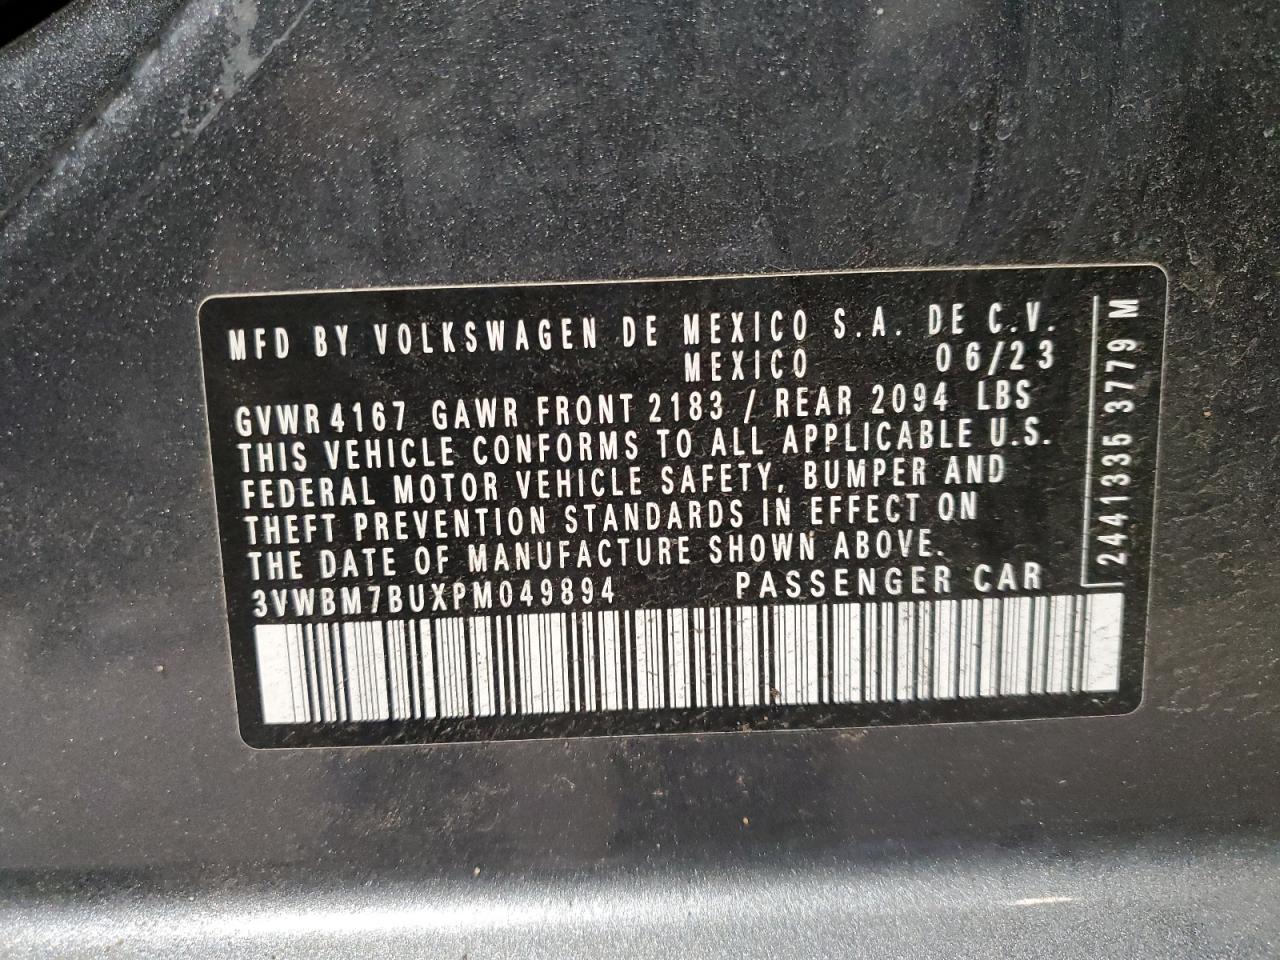 MFD BY VOLKSWAGEN DE MEXICO S.A. DE C.V.
MEXICO 06/23
GVWR 4167 GAWR FRONT 2183 / REAR 2094 LBS
THIS VEHICLE CONFORMS TO ALL APPLICABLE U.S.
FEDERAL MOTOR VEHICLE SAFETY, BUMPER AND
THEFT PREVENTION STANDARDS IN EFFECT ON
THE DATE OF MANUFACTURE SHOWN ABOVE.
3VWBM7BUXPM049894 PASSENGER CAR
2441335 3779 M